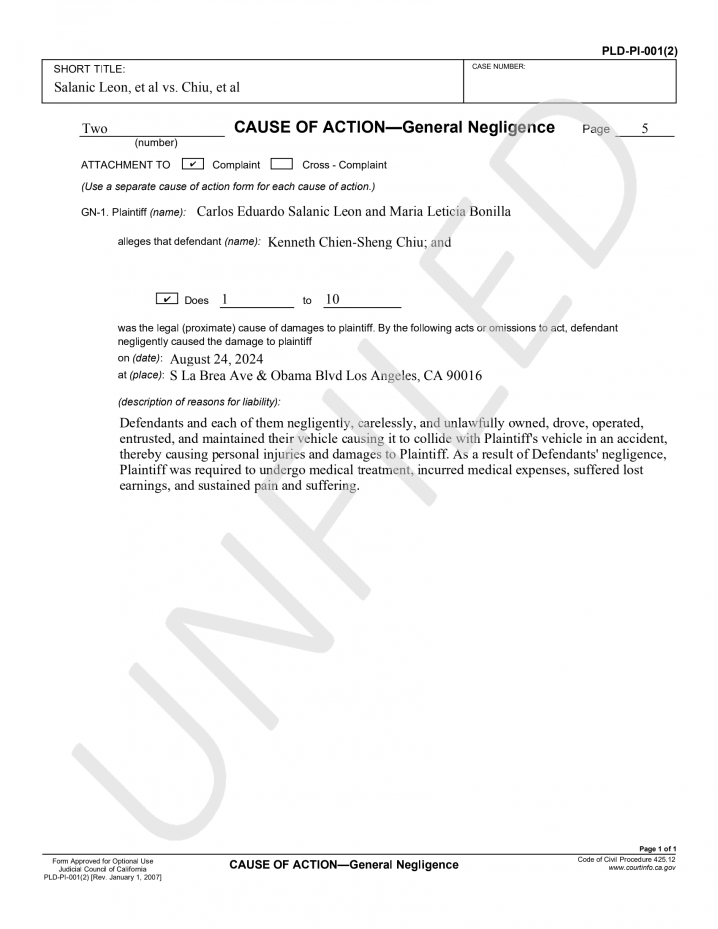 PLD-PI-001(2)
SHORT TITLE:
CASE NUMBER:
Salanic Leon, et al vs. Chiu, et al
Two CAUSE OF ACTION—General Negligence Page 5
(number)
ATTACHMENT TO ✔ Complaint Cross - Complaint
(Use a separate cause of action form for each cause of action.)
GN-1. Plaintiff (name): Carlos Eduardo Salanic Leon and Maria Leticia Bonilla
alleges that defendant (name): Kenneth Chien-Sheng Chiu; and
✔ Does 1 to 10
was the legal (proximate) cause of damages to plaintiff. By the following acts or omissions to act, defendant
negligently caused the damage to plaintiff
on (date): August 24, 2024
at (place): S La Brea Ave & Obama Blvd Los Angeles, CA 90016
(description of reasons for liability):
Defendants and each of them negligently, carelessly, and unlawfully owned, drove, operated,
entrusted, and maintained their vehicle causing it to collide with Plaintiff's vehicle in an accident,
thereby causing personal injuries and damages to Plaintiff. As a result of Defendants' negligence,
Plaintiff was required to undergo medical treatment, incurred medical expenses, suffered lost
earnings, and sustained pain and suffering.
UNFILED
Page 1 of 1
Form Approved for Optional Use
Judicial Council of California
PLD-PI-001(2) [Rev. January 1, 2007]
CAUSE OF ACTION—General Negligence
Code of Civil Procedure 425.12
www.courtinfo.ca.gov